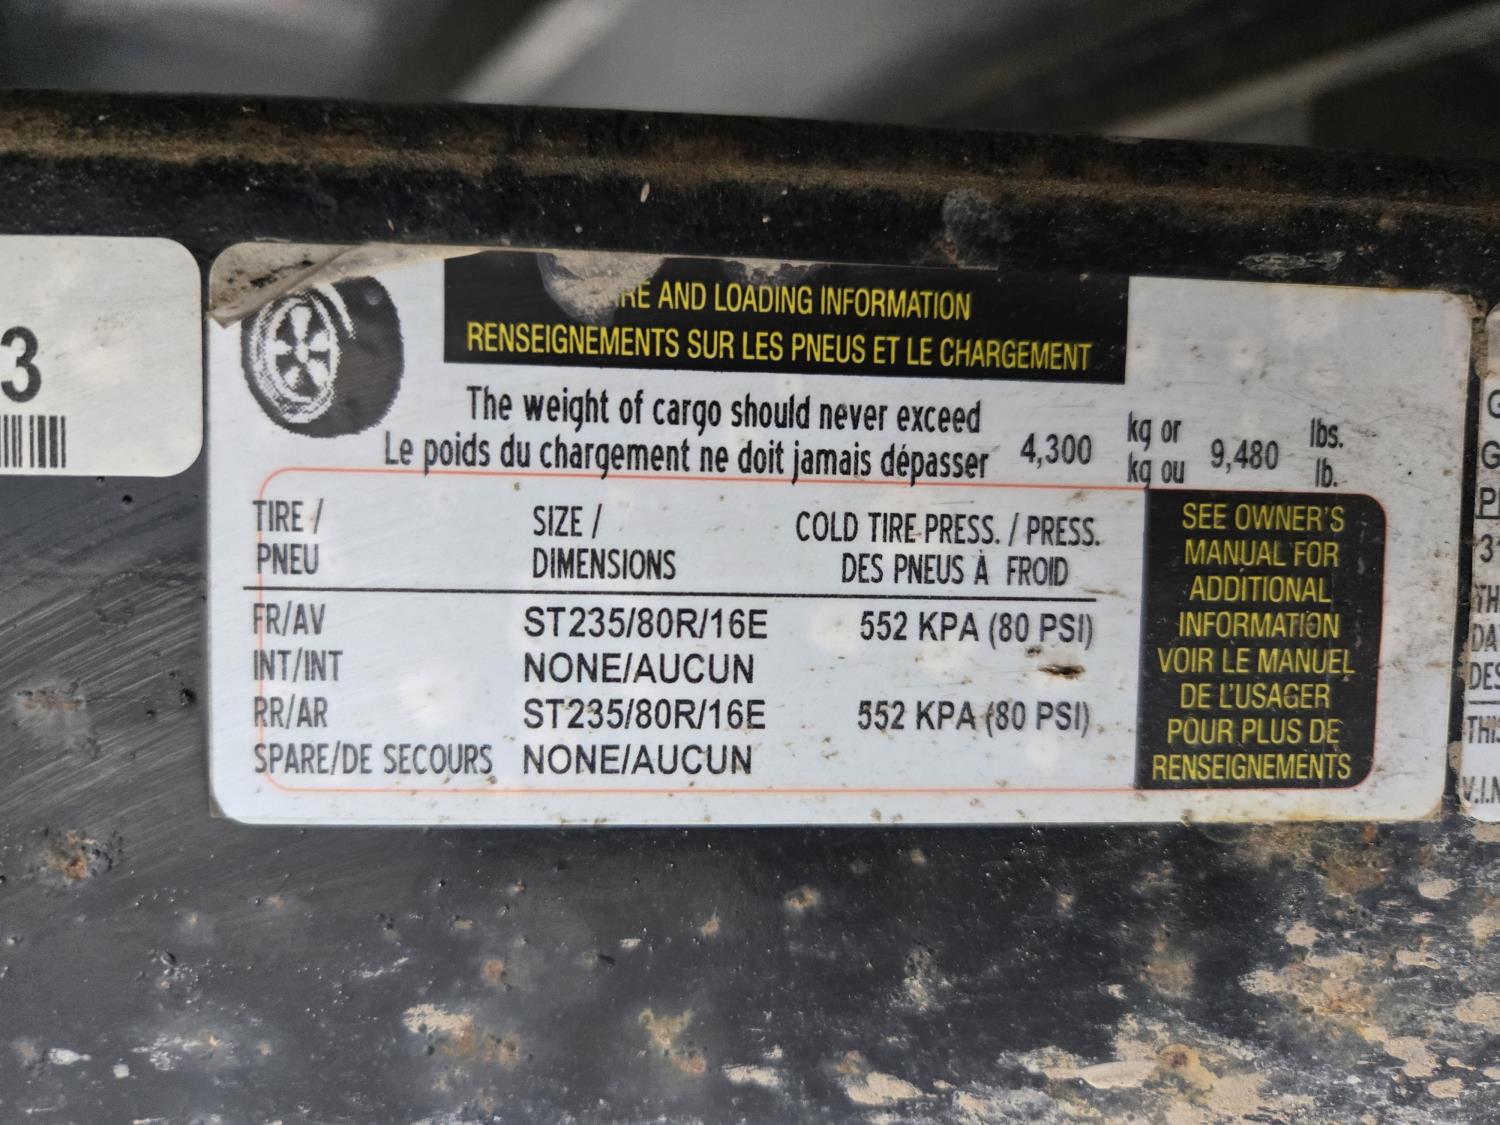 3
AND LOADING INFORMATION
RENSEIGNEMENTS SUR LES PNEUS ET LE CHARGEMENT
The weight of cargo should never exceed
Le poids du chargement ne doit jamais dépasser
4,300
kg or
kg ou
9,480
lbs.
lb.
TIRE /
PNEU
SIZE /
DIMENSIONS
COLD TIRE PRESS. / PRESS.
DES PNEUS À FROID
FR/AV ST235/80R/16E 552 KPA (80 PSI)
INT/INT NONE/AUCUN
RR/AR ST235/80R/16E 552 KPA (80 PSI)
SPARE/DE SECOURS NONE/AUCUN
SEE OWNER'S
MANUAL FOR
ADDITIONAL
INFORMATION
VOIR LE MANUEL
DE L'USAGER
POUR PLUS DE
RENSEIGNEMENTS